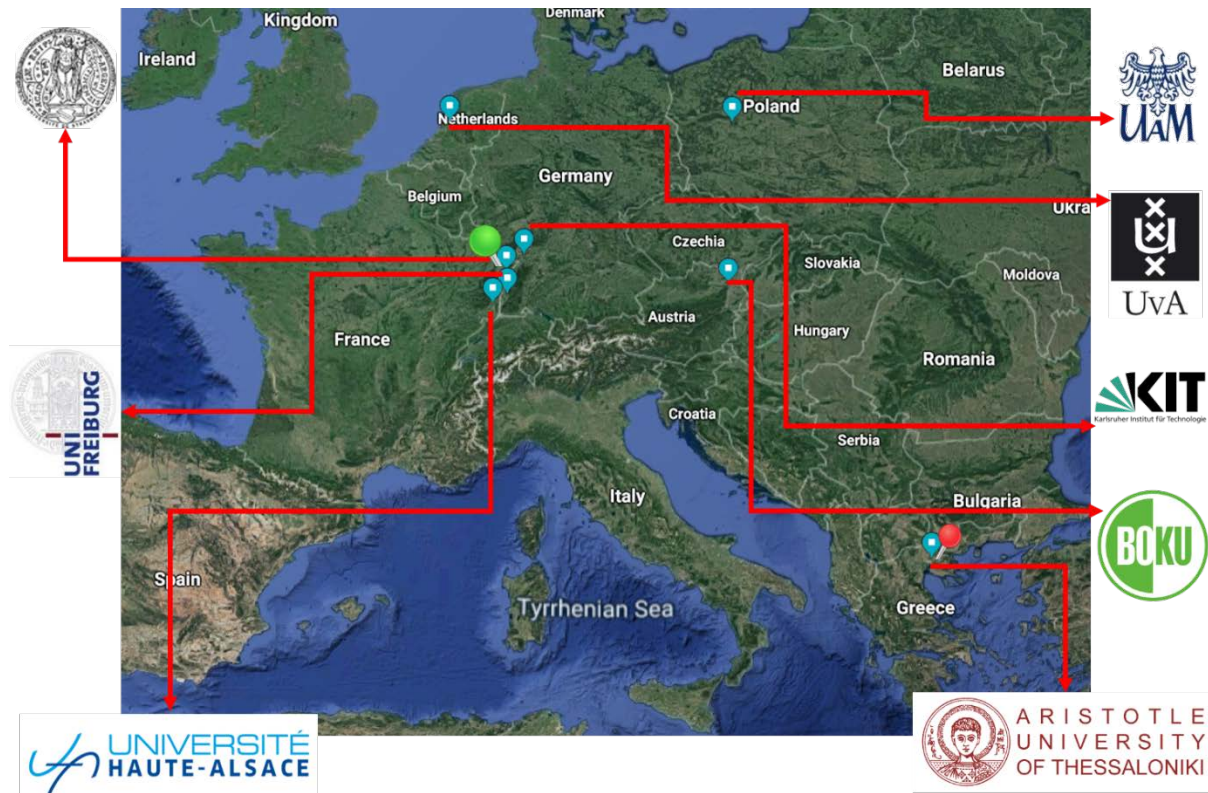 Kingdom
Denmark
Ireland
Belarus
Poland
UAM
Netherlands
Germany
Belgium
Ukra
Czechia
Slovakia
Moldova
UvA
Austria
Hungary
France
Romania
UNI
FREIBURG
KIT
Karlsruher Institut für Technologie
Croatia
Serbia
Italy
Bulgaria
BOKU
Spain
Tyrrhenian Sea
Greece
UNIVERSITÉ
HAUTE-ALSACE
ARISTOTLE
UNIVERSITY
OF THESSALONIKI